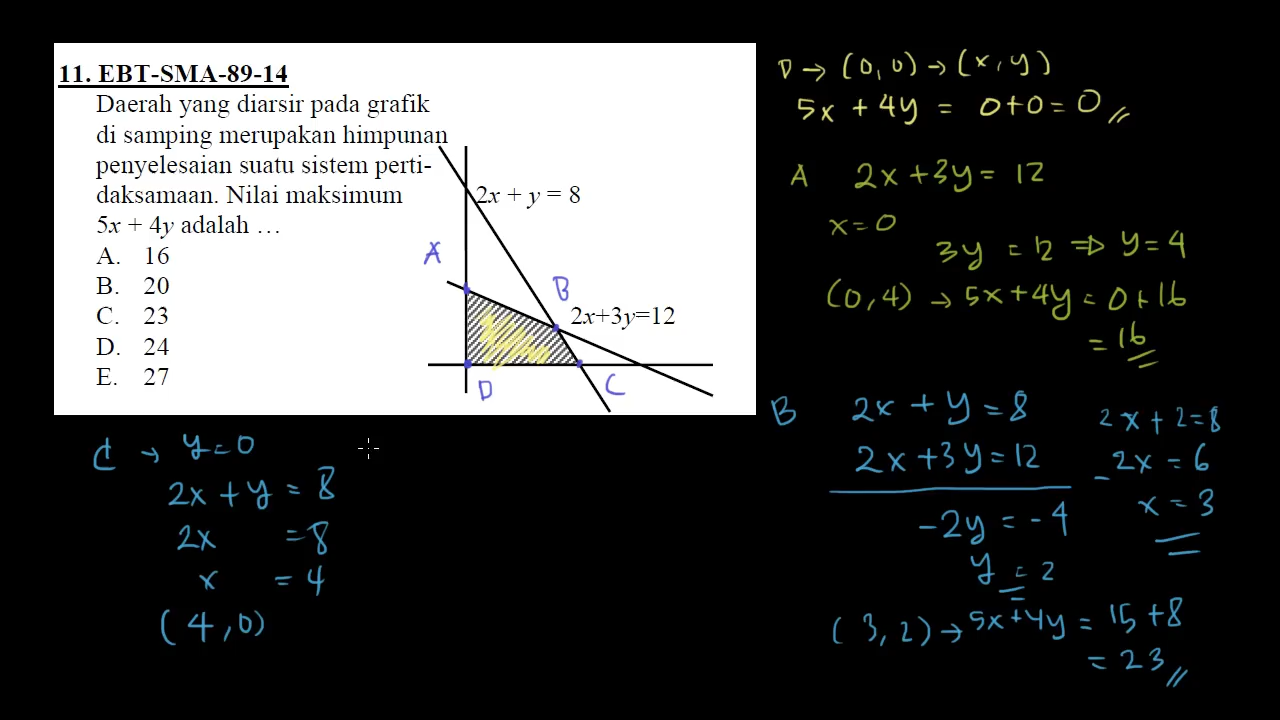 11. EBT-SMA-89-14
Daerah yang diarsir pada grafik
di samping merupakan himpunan
penyelesaian suatu sistem perti-
daksamaan. Nilai maksimum
5x + 4y adalah …
A. 16
B. 20
C. 23
D. 24
E. 27
2x + y = 8
A
B
2x+3y=12
D
C
D → (0,0) → (x,y)
5x + 4y = 0+0 = 0
A 2x+3y = 12
x=0
3y = 12 ⇒ y=4
(0,4) → 5x+4y = 0+16
= 16
B 2x + y = 8
2x +3y = 12
-2y = -4
y = 2
2x + 2 = 8
2x = 6
x = 3
(3,2) → 5x+4y = 15+8
= 23
C → y=0
2x + y = 8
2x = 8
x = 4
(4,0)